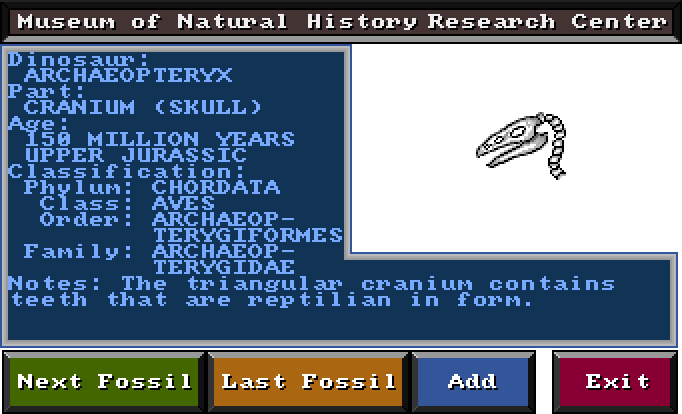 Museum of Natural History Research Center
Dinosaur:
ARCHAEOPTERYX
Part:
CRANIUM (SKULL)
Age:
150 MILLION YEARS
UPPER JURASSIC
Classification:
Phylum: CHORDATA
Class: AVES
Order: ARCHAEOP-
TERYGIFORMES
Family: ARCHAEOP-
TERYGIDAE
Notes: The triangular cranium contains
teeth that are reptilian in form.
Next Fossil Last Fossil Add Exit